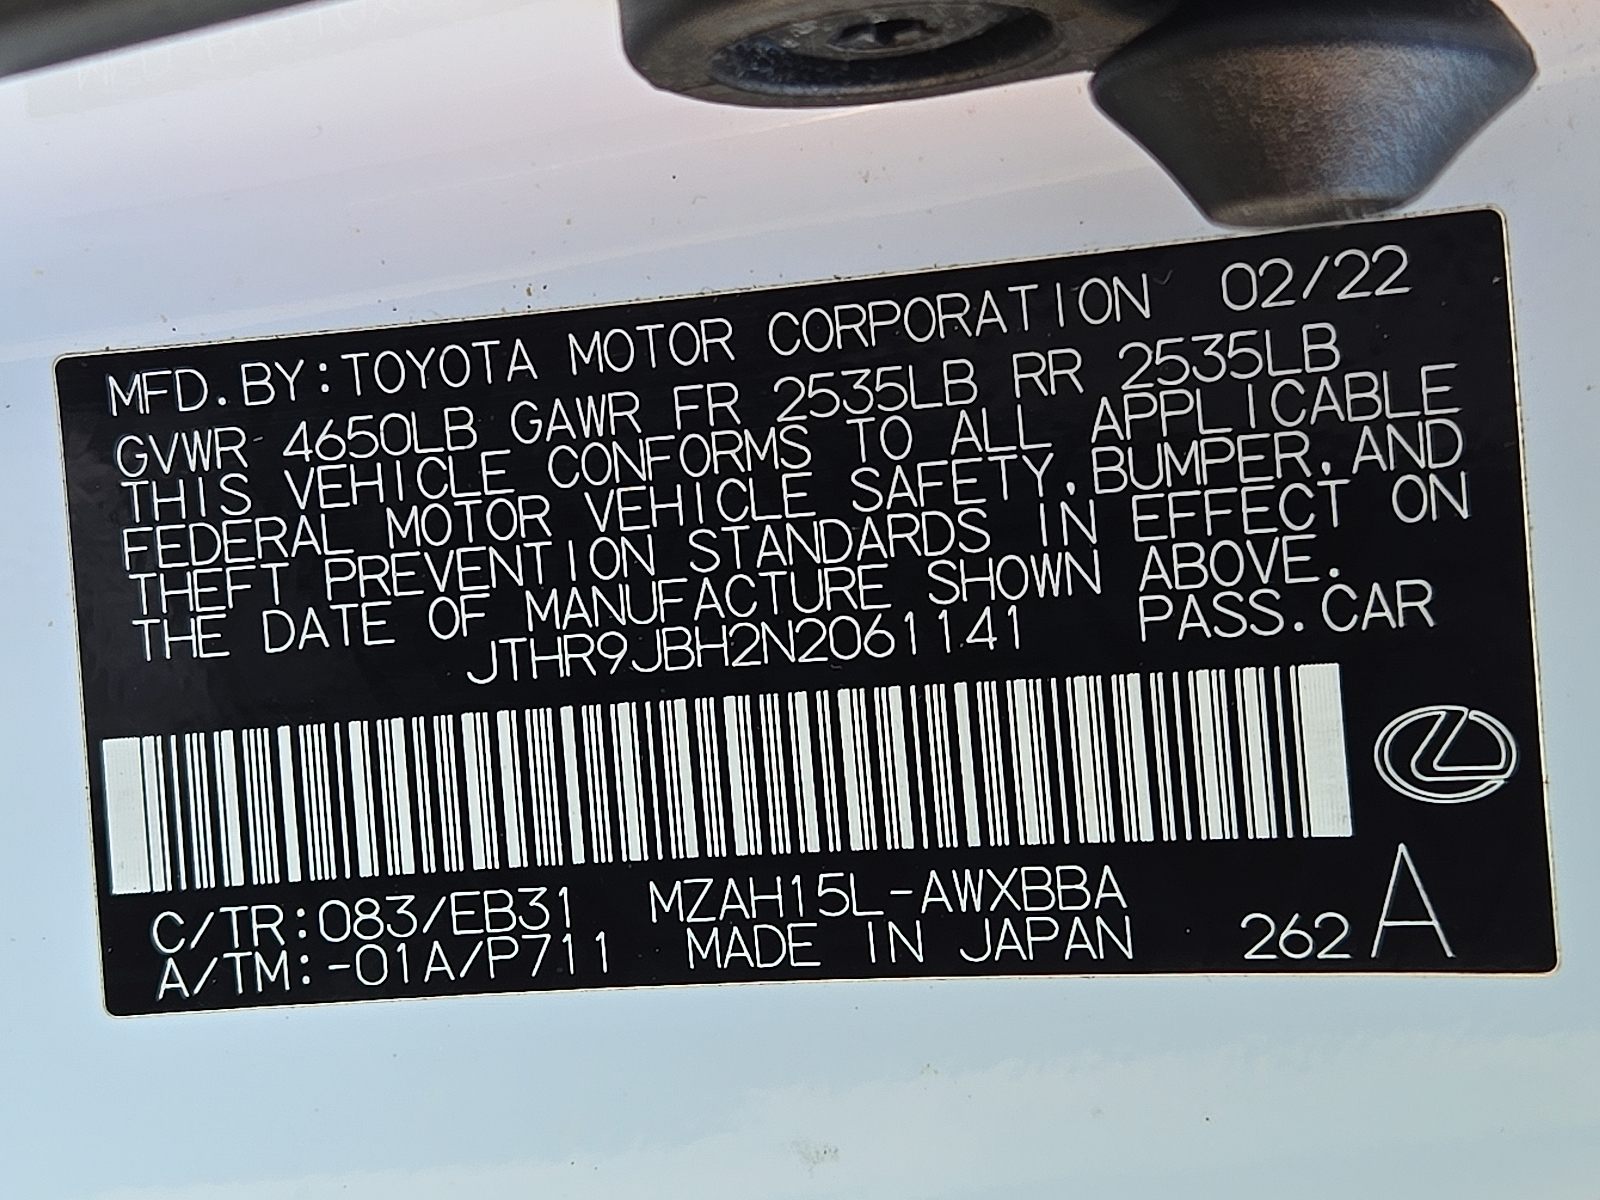 MFD. BY: TOYOTA MOTOR CORPORATION 02/22
GVWR 4650LB GAWR FR 2535LB RR 2535LB
THIS VEHICLE CONFORMS TO ALL APPLICABLE
FEDERAL MOTOR VEHICLE SAFETY, BUMPER, AND
THEFT PREVENTION STANDARDS IN EFFECT ON
THE DATE OF MANUFACTURE SHOWN ABOVE.
JTHR9JBH2N2061141 PASS. CAR
C/TR: 083/EB31 MZAH15L-AWXBBA
A/TM: -01A/P711 MADE IN JAPAN 262 A